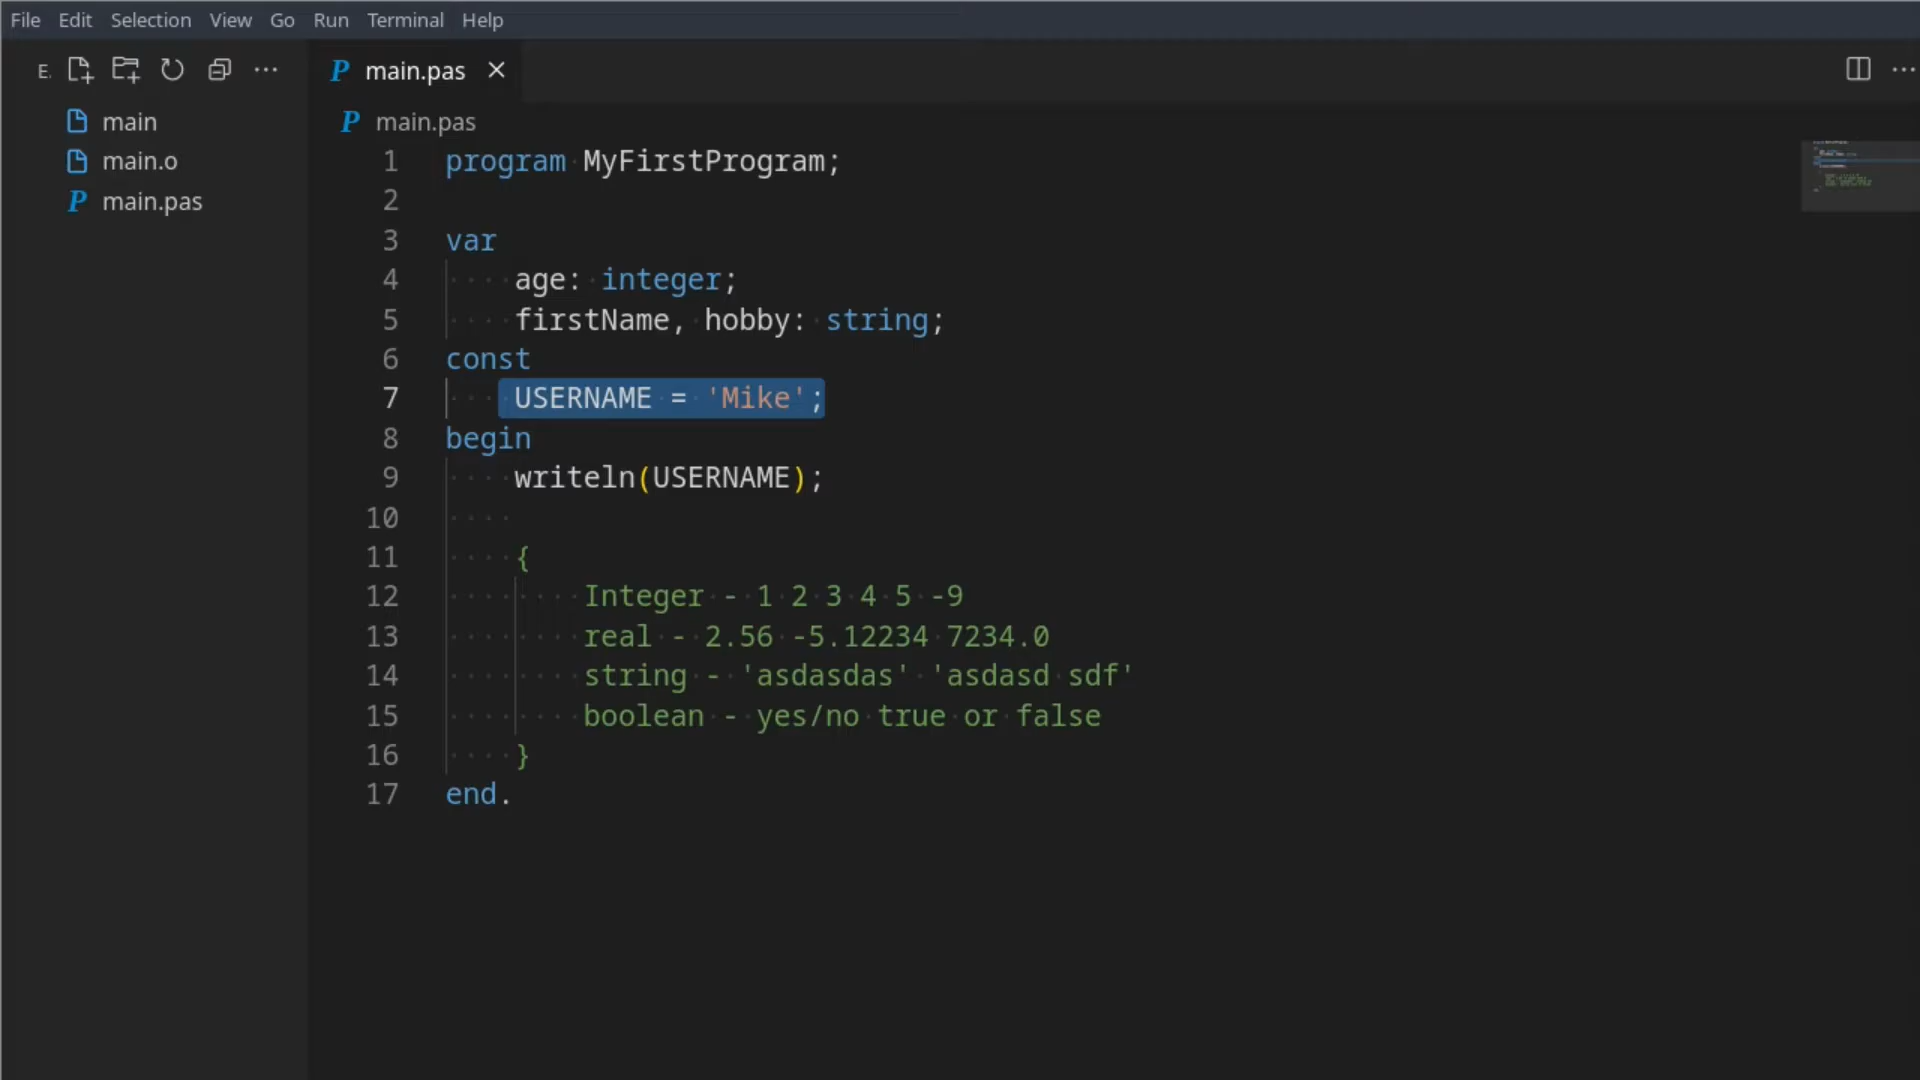 File Edit Selection View Go Run Terminal Help
E. main.pas
main
main.o
main.pas
main.pas
1 program MyFirstProgram;
2
3 var
4 age: integer;
5 firstName, hobby: string;
6 const
7 USERNAME = 'Mike';
8 begin
9 writeln(USERNAME);
10
11 {
12 Integer - 1 2 3 4 5 -9
13 real - 2.56 -5.12234 7234.0
14 string - 'asdasdas' 'asdasd sdf'
15 boolean - yes/no true or false
16 }
17 end.